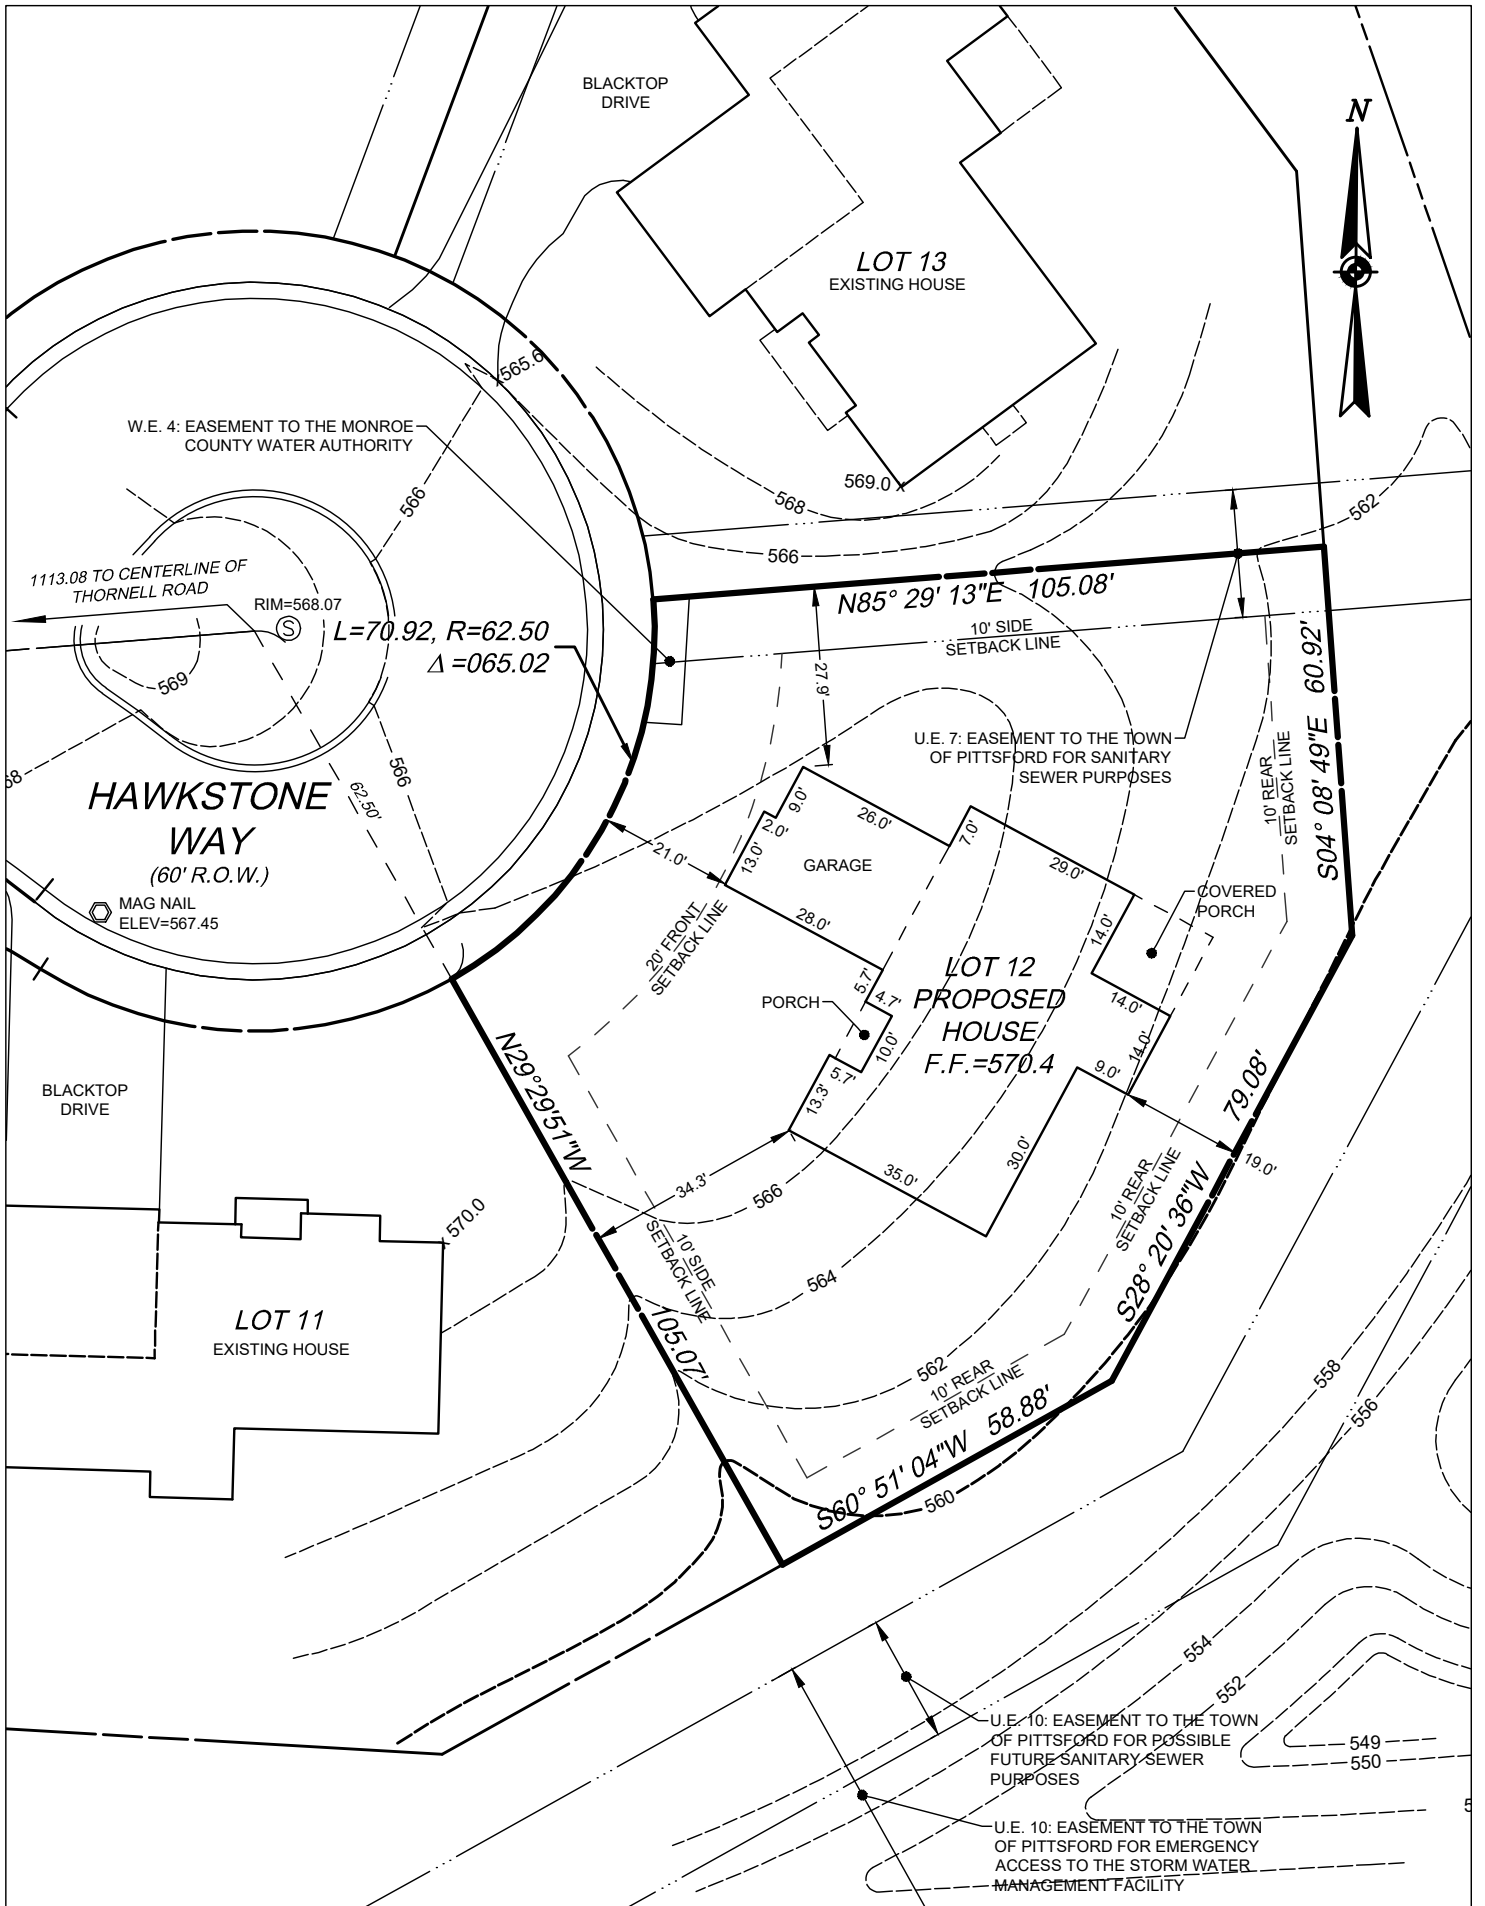 BLACKTOP
DRIVE
N
LOT 13
EXISTING HOUSE
565.6
W.E. 4: EASEMENT TO THE MONROE
COUNTY WATER AUTHORITY
566
569.0
568
566
562
1113.08 TO CENTERLINE OF
THORNELL ROAD
RIM=568.07
S
L=70.92, R=62.50
Δ =065.02
N85° 29' 13"E 105.08'
10' SIDE
SETBACK LINE
27.9'
S04° 08' 49"E 60.92'
569
566
62.50'
68
HAWKSTONE
WAY
(60' R.O.W.)
MAG NAIL
ELEV=567.45
U.E. 7: EASEMENT TO THE TOWN
OF PITTSFORD FOR SANITARY
SEWER PURPOSES
10' REAR
SETBACK LINE
9.0'
2.0'
13.0'
26.0'
7.0'
29.0'
21.0'
GARAGE
28.0'
14.0'
COVERED
PORCH
20' FRONT
SETBACK LINE
5.7'
4.7'
PORCH
10.0'
5.7'
13.3'
LOT 12
PROPOSED
HOUSE
F.F.=570.4
14.0'
14.0'
9.0'
30.0'
35.0'
34.3'
19.0'
79.08'
S28° 20' 36"W
10' REAR
SETBACK LINE
N29°29'51"W
105.07'
10' SIDE
SETBACK LINE
566
564
562
10' REAR
SETBACK LINE
S60° 51' 04"W 58.88'
560
BLACKTOP
DRIVE
570.0
LOT 11
EXISTING HOUSE
558
556
554
552
549
550
5
U.E. 10: EASEMENT TO THE TOWN
OF PITTSFORD FOR POSSIBLE
FUTURE SANITARY SEWER
PURPOSES
U.E. 10: EASEMENT TO THE TOWN
OF PITTSFORD FOR EMERGENCY
ACCESS TO THE STORM WATER
MANAGEMENT FACILITY